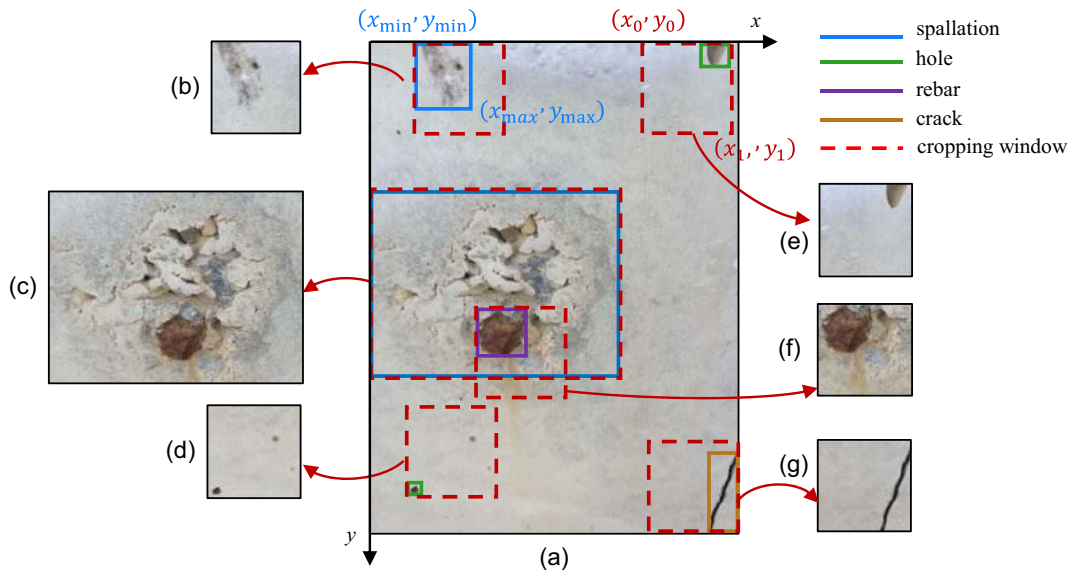 (x_min, y_min)
(x_0, y_0)
x
spallation
hole
rebar
crack
cropping window
(b)
(x_max, y_max)
(x_1,, y_1)
(e)
(c)
(f)
(d)
(g)
y
(a)